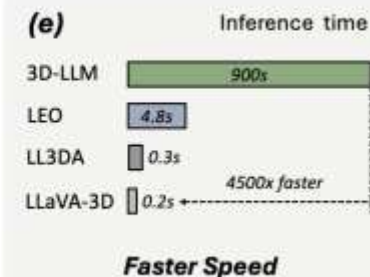 (e) Inference time
3D-LLM 900s
LEO 4.8s
LL3DA 0.3s
4500x faster
LLaVA-3D 0.2s
Faster Speed